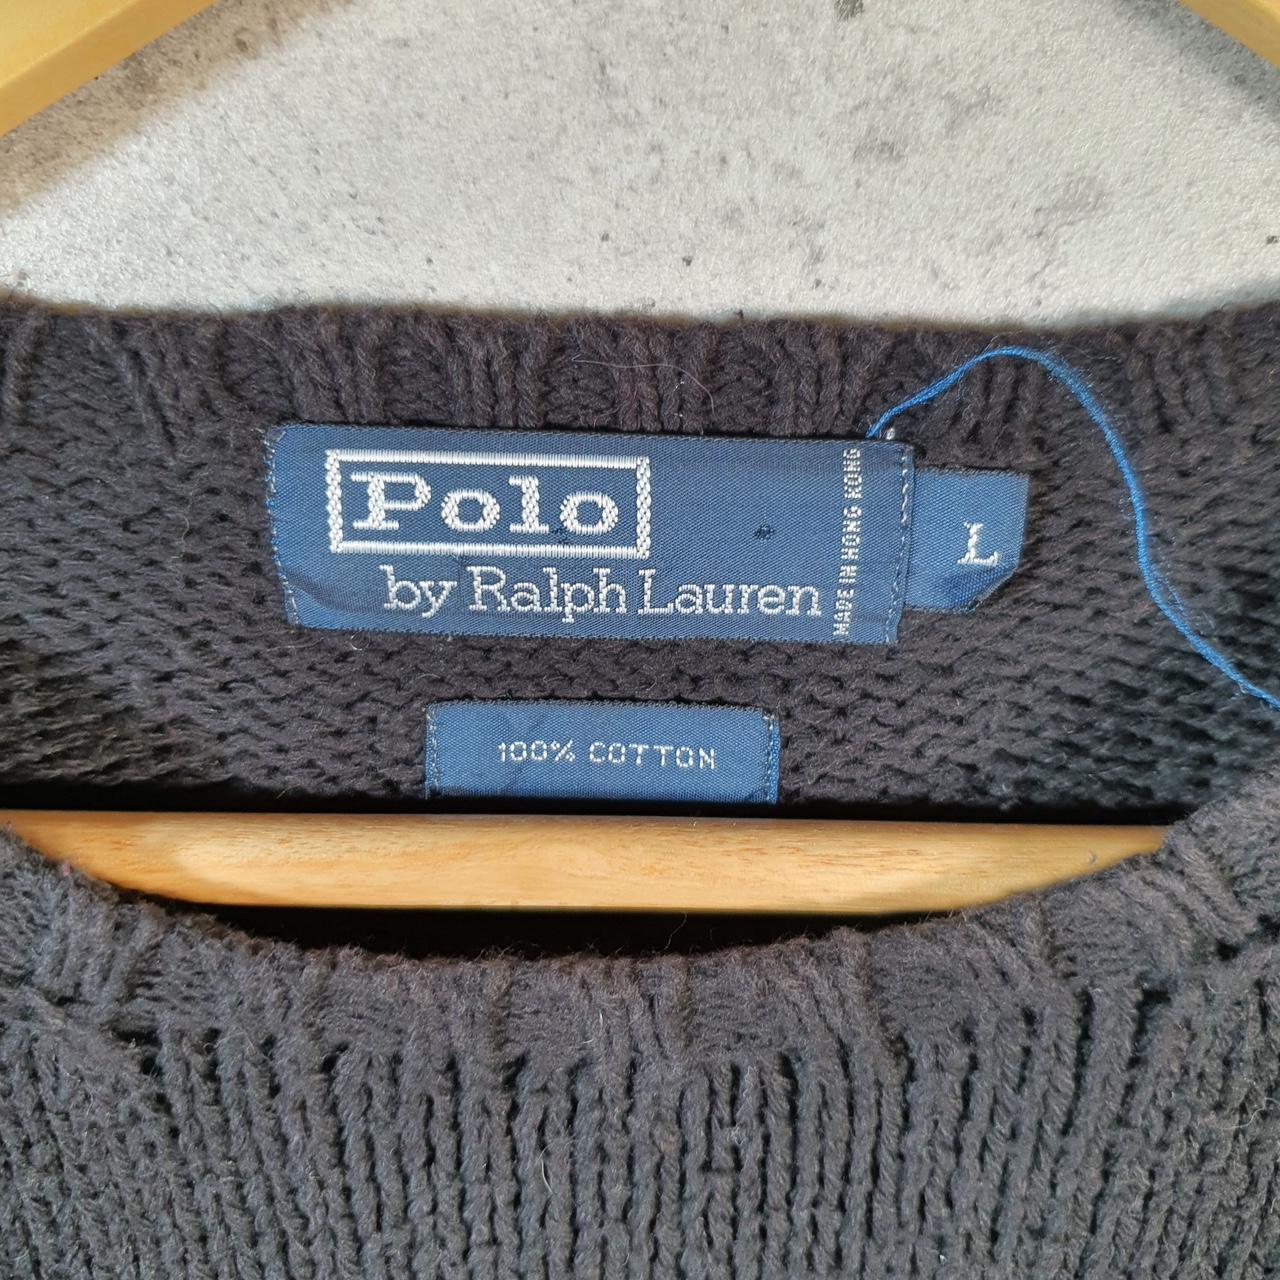 Polo
by Ralph Lauren
MADE IN HONG KONG
L
100% COTTON